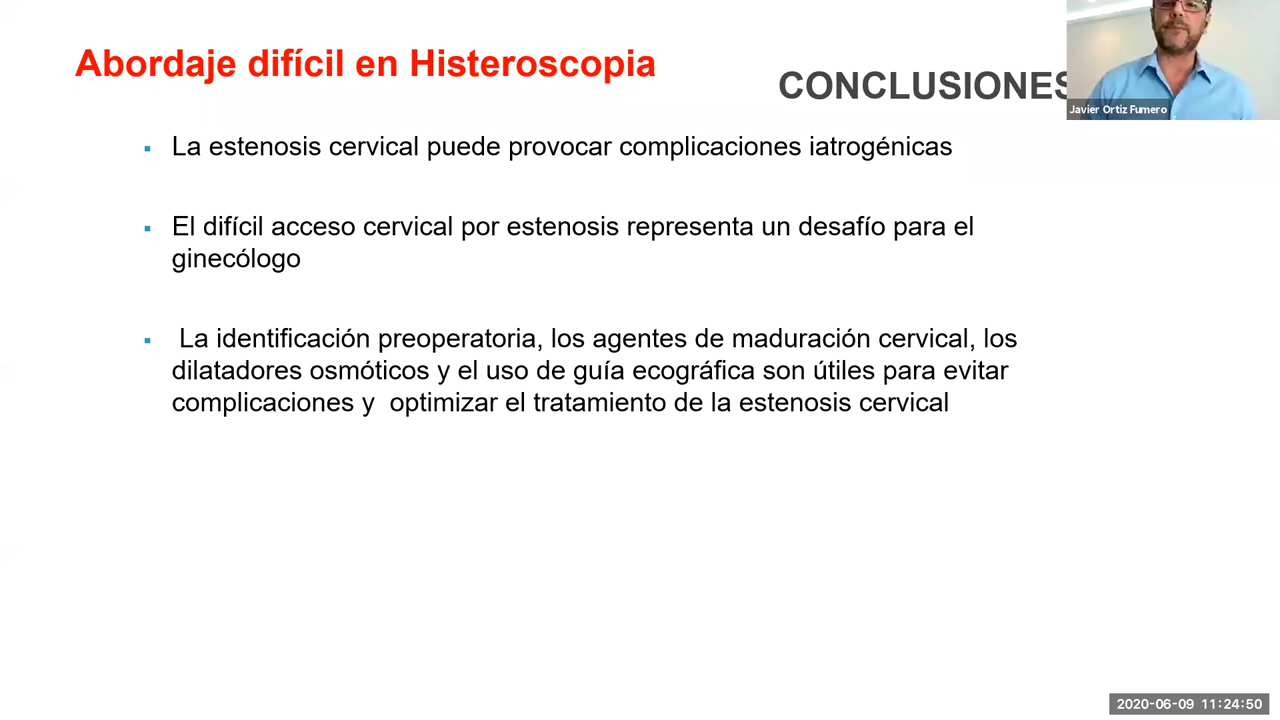 Abordaje difícil en Histeroscopia
CONCLUSIONES
Javier Ortiz Fumero
▪ La estenosis cervical puede provocar complicaciones iatrogénicas
▪ El difícil acceso cervical por estenosis representa un desafío para el
ginecólogo
▪ La identificación preoperatoria, los agentes de maduración cervical, los
dilatadores osmóticos y el uso de guía ecográfica son útiles para evitar
complicaciones y optimizar el tratamiento de la estenosis cervical
2020-06-09 11:24:50